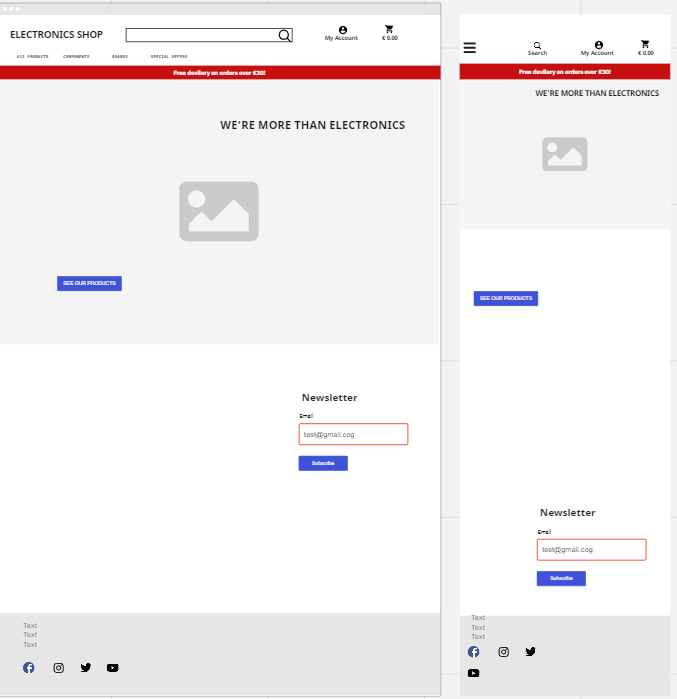 ELECTRONICS SHOP
My Account
€ 0.00
All PRODUCTS COMPONENTS BOARDS SPECIAL OFFERS
Free devliery on orders over €30!
WE'RE MORE THAN ELECTRONICS
SEE OUR PRODUCTS
Newsletter
Email
test@gmail.cog
Subscribe
Text
Text
Text
Search
My Account
€ 0.00
Free devliery on orders over €30!
WE'RE MORE THAN ELECTRONICS
SEE OUR PRODUCTS
Newsletter
Email
test@gmail.cog
Subscribe
Text
Text
Text